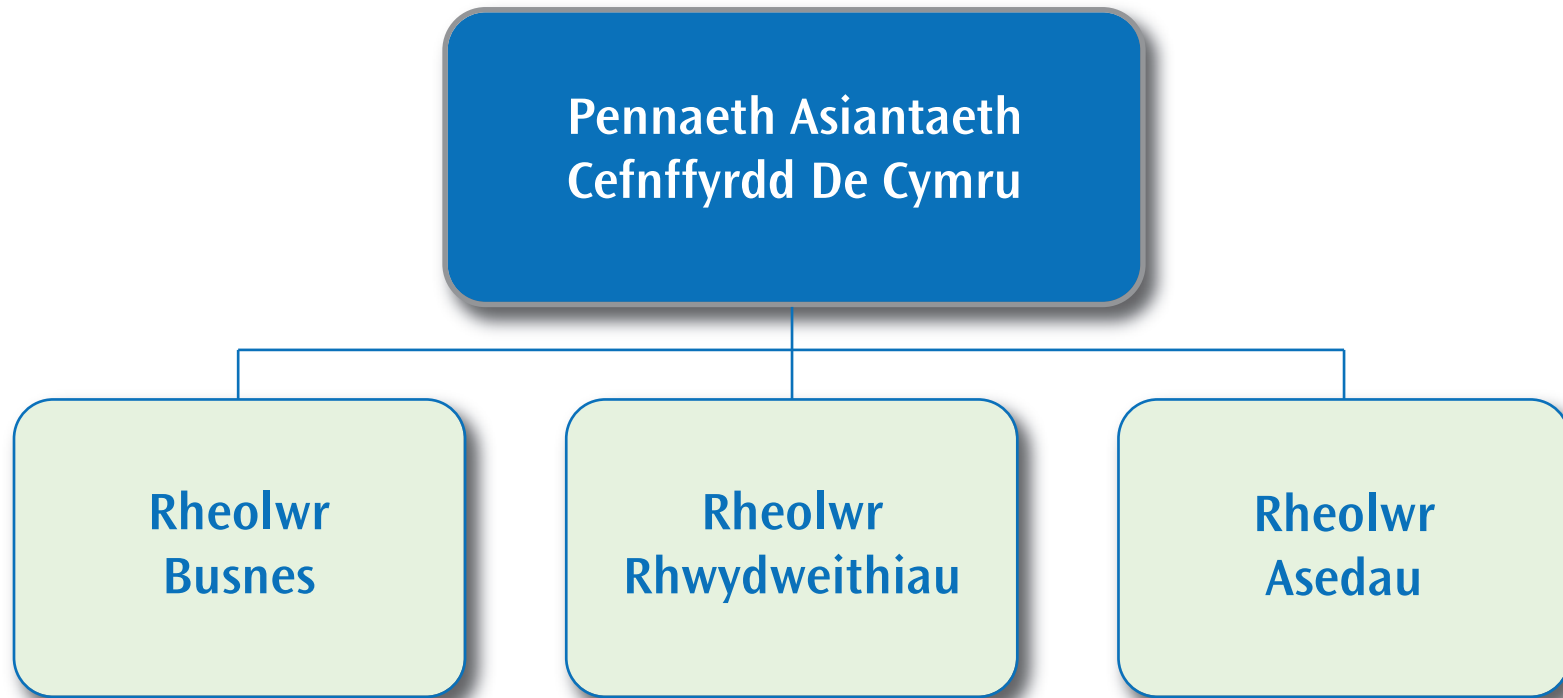 Pennaeth Asiantaeth
Cefnffyrdd De Cymru
Rheolwr
Busnes
Rheolwr
Rhwydweithiau
Rheolwr
Asedau